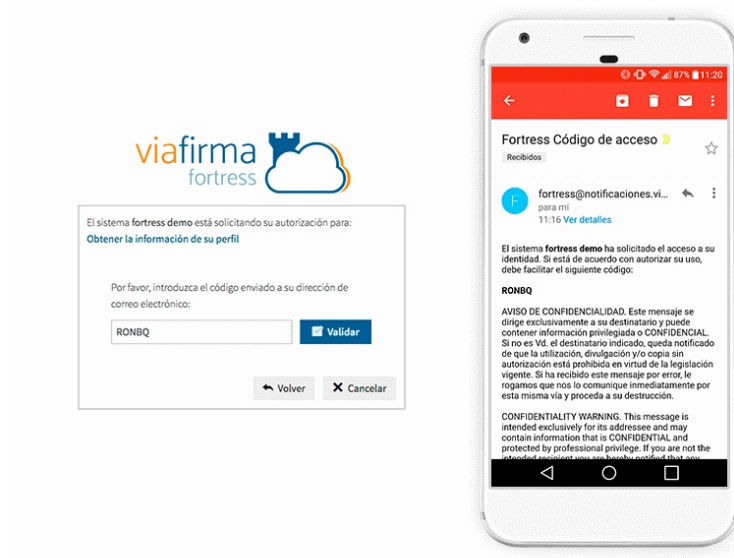 viafirma
fortress
El sistema fortress demo está solicitando su autorización para:
Obtener la información de su perfil
Por favor, introduzca el código enviado a su dirección de
correo electrónico:
RONBQ
Validar
Volver
Cancelar
87% 11:20
Fortress Código de acceso
Recibidos
F
fortress@notificaciones.vi...
para mí
11:16 Ver detalles
El sistema fortress demo ha solicitado el acceso a su
identidad. Si está de acuerdo con autorizar su uso,
debe facilitar el siguiente código:
RONBQ
AVISO DE CONFIDENCIALIDAD. Este mensaje se
dirige exclusivamente a su destinatario y puede
contener información privilegiada o CONFIDENCIAL.
Si no es Vd. el destinatario indicado, queda notificado
de que la utilización, divulgación y/o copia sin
autorización está prohibida en virtud de la legislación
vigente. Si ha recibido este mensaje por error, le
rogamos que nos lo comunique inmediatamente por
esta misma vía y proceda a su destrucción.
CONFIDENTIALITY WARNING. This message is
intended exclusively for its addressee and may
contain information that is CONFIDENTIAL and
protected by professional privilege. If you are not the
intended recipient you are hereby notified that any